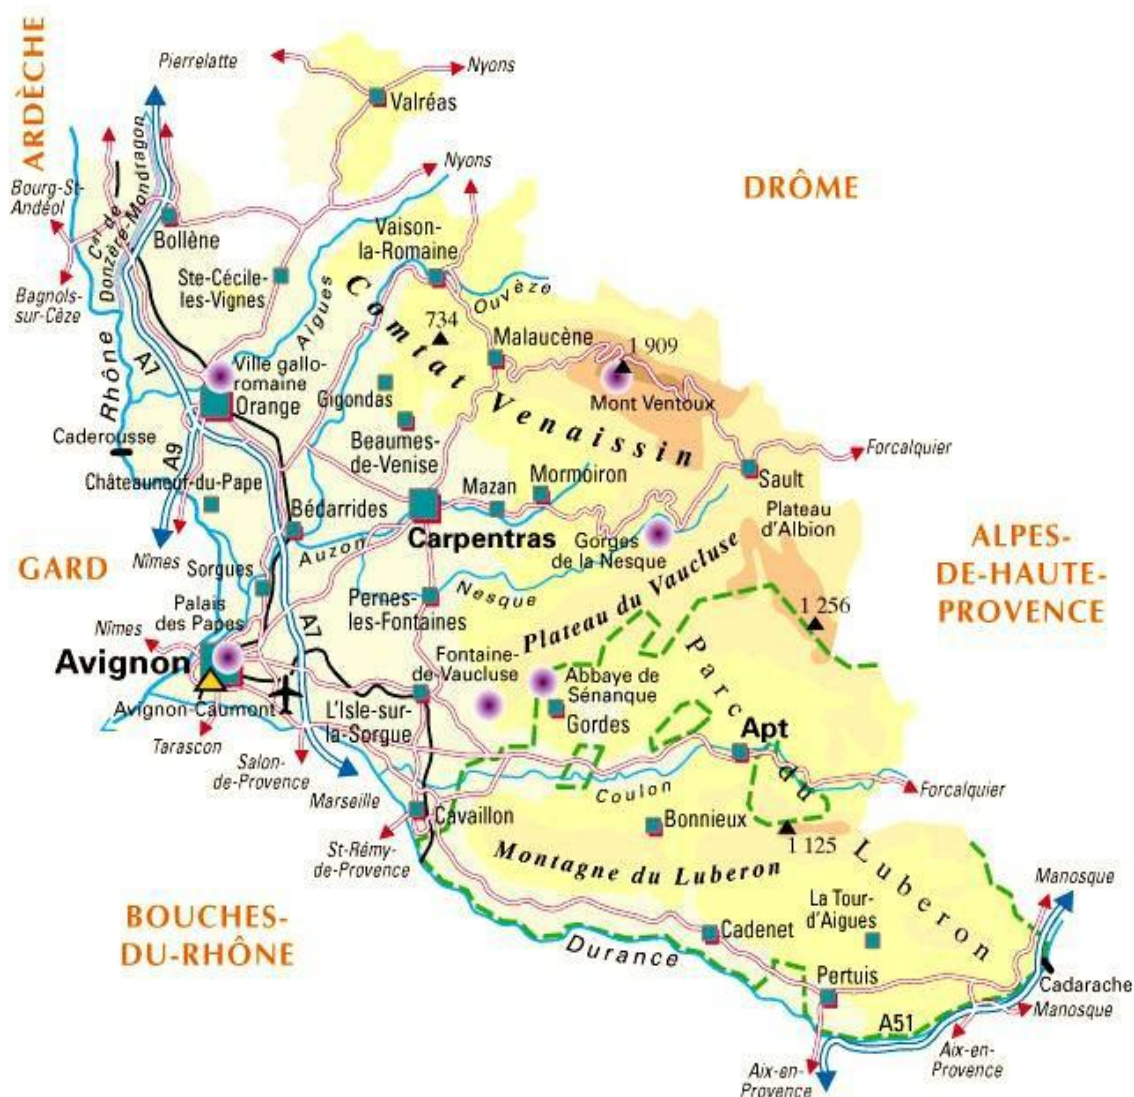 ARDÈCHE
Pierrelatte
Nyons
Valréas
Nyons
DRÔME
Bourg-St-
Andéol
Cal de
Donzère-Mondragon
Bollène
Vaison-
la-Romaine
Ste-Cécile-
les-Vignes
Bagnols-
sur-Cèze
Aigues
Ouvèze
Comtat Venaissin
734
Malaucène
1 909
Mont Ventoux
Rhône
A7
Ville gallo-
romaine
Orange
Gigondas
Beaumes-
de-Venise
Caderousse
A9
Forcalquier
Châteauneuf-du-Pape
Mormoiron
Mazan
Sault
Bédarrides
Plateau
d'Albion
Carpentras
Auzon
Gorges
de la Nesque
Nîmes
GARD
ALPES-
DE-HAUTE-
PROVENCE
Sorgues
Nesque
Plateau du Vaucluse
Palais
des Papes
Pernes-
les-Fontaines
1 256
Nîmes
A7
Avignon
Fontaine-
de-Vaucluse
Abbaye de
Sénanque
Parc du Luberon
Avignon-Caumont
L'Isle-sur-
la-Sorgue
Gordes
Apt
Tarascon
Salon-
de-Provence
Marseille
Coulon
Forcalquier
Cavaillon
Bonnieux
1 125
St-Rémy-
de-Provence
Montagne du Luberon
Manosque
BOUCHES-
DU-RHÔNE
La Tour-
d'Aigues
Cadenet
Durance
Pertuis
Cadarache
Manosque
A51
Aix-en-
Provence
Aix-en-
Provence